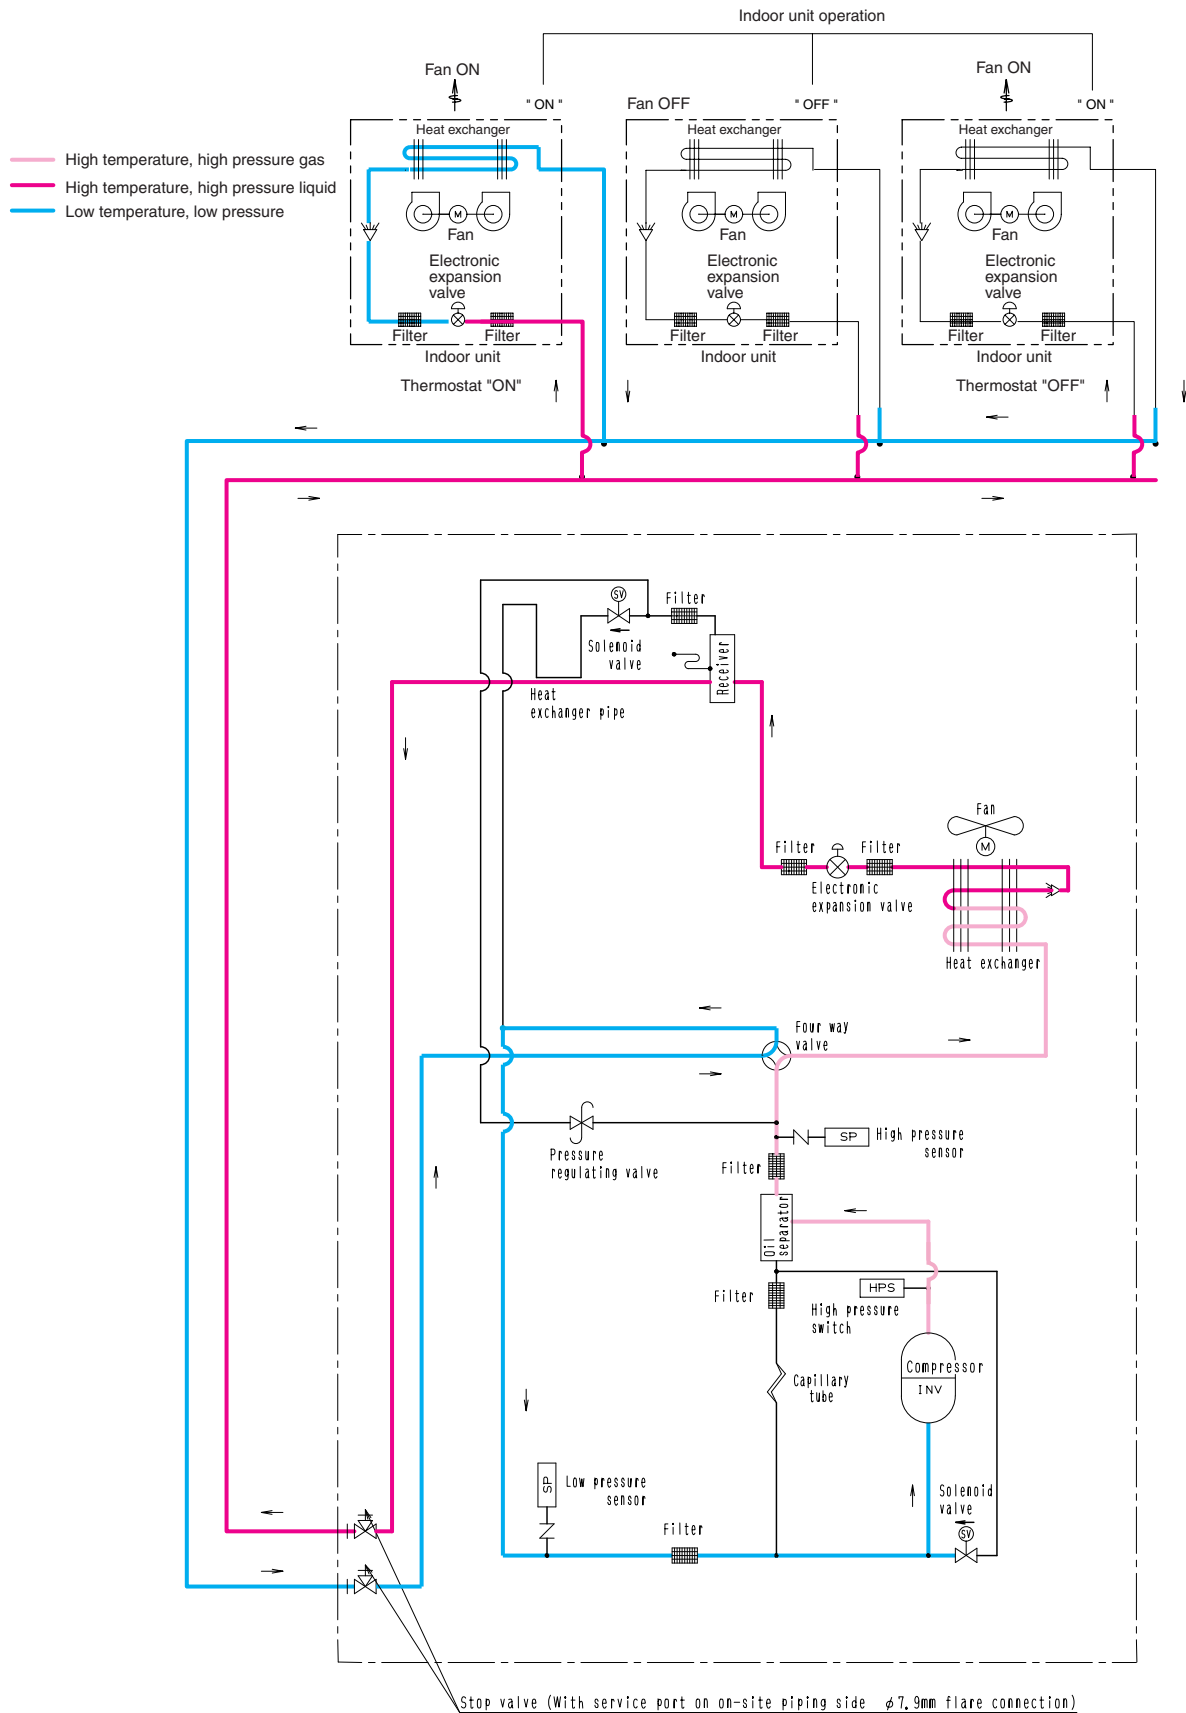 Indoor unit operation
Fan ON
" ON "
Fan OFF
" OFF "
Fan ON
" ON "
High temperature, high pressure gas
High temperature, high pressure liquid
Low temperature, low pressure
Heat exchanger
M
Fan
Electronic
expansion
valve
Filter
Filter
Indoor unit
Thermostat "ON"
Heat exchanger
M
Fan
Electronic
expansion
valve
Filter
Filter
Indoor unit
Heat exchanger
M
Fan
Electronic
expansion
valve
Filter
Filter
Indoor unit
Thermostat "OFF"
SV
Filter
Solenoid
valve
Receiver
Heat
exchanger pipe
Fan
M
Filter
Filter
Electronic
expansion valve
Heat exchanger
Four way
valve
SP
High pressure
sensor
Pressure
regulating valve
Filter
Oil
separator
Filter
HPS
High pressure
switch
Compressor
INV
Capillary
tube
SP
Low pressure
sensor
Solenoid
valve
SV
Filter
Stop valve (With service port on on-site piping side φ7.9mm flare connection)